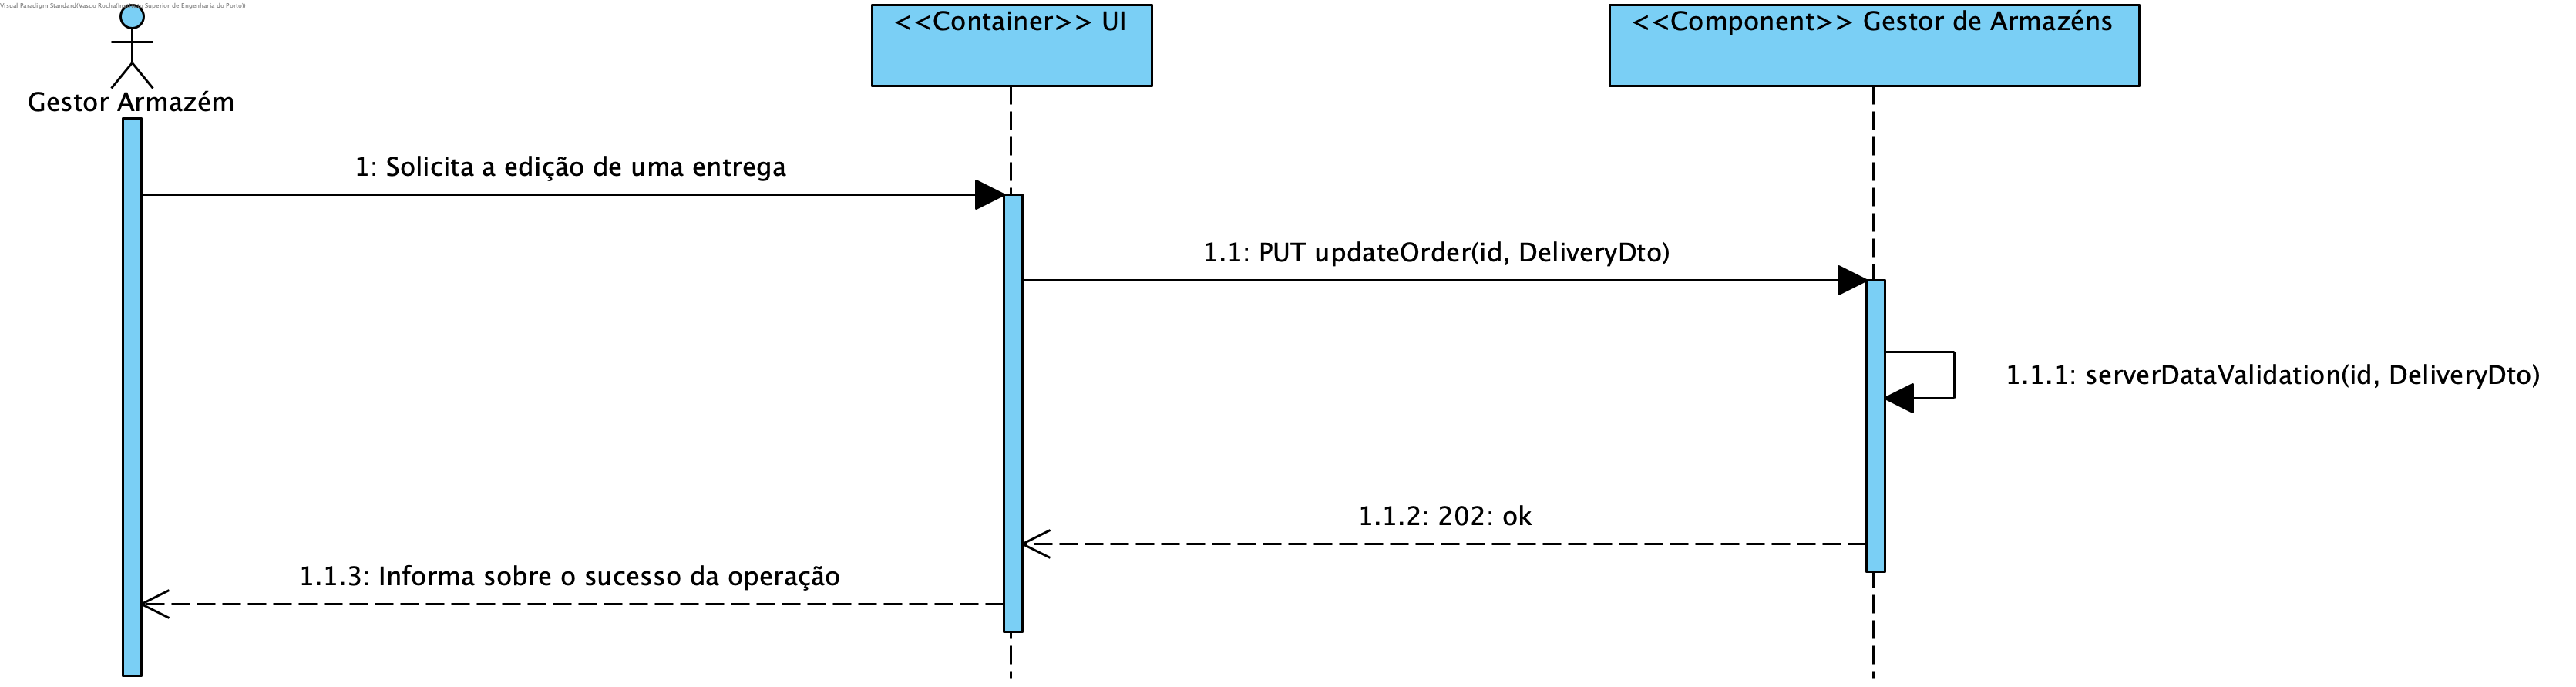 Visual Paradigm Standard(Vasco Rocha(Instituto Superior de Engenharia do Porto))
<<Container>> UI
<<Component>> Gestor de Armazéns
Gestor Armazém
1: Solicita a edição de uma entrega
1.1: PUT updateOrder(id, DeliveryDto)
1.1.1: serverDataValidation(id, DeliveryDto)
1.1.2: 202: ok
1.1.3: Informa sobre o sucesso da operação